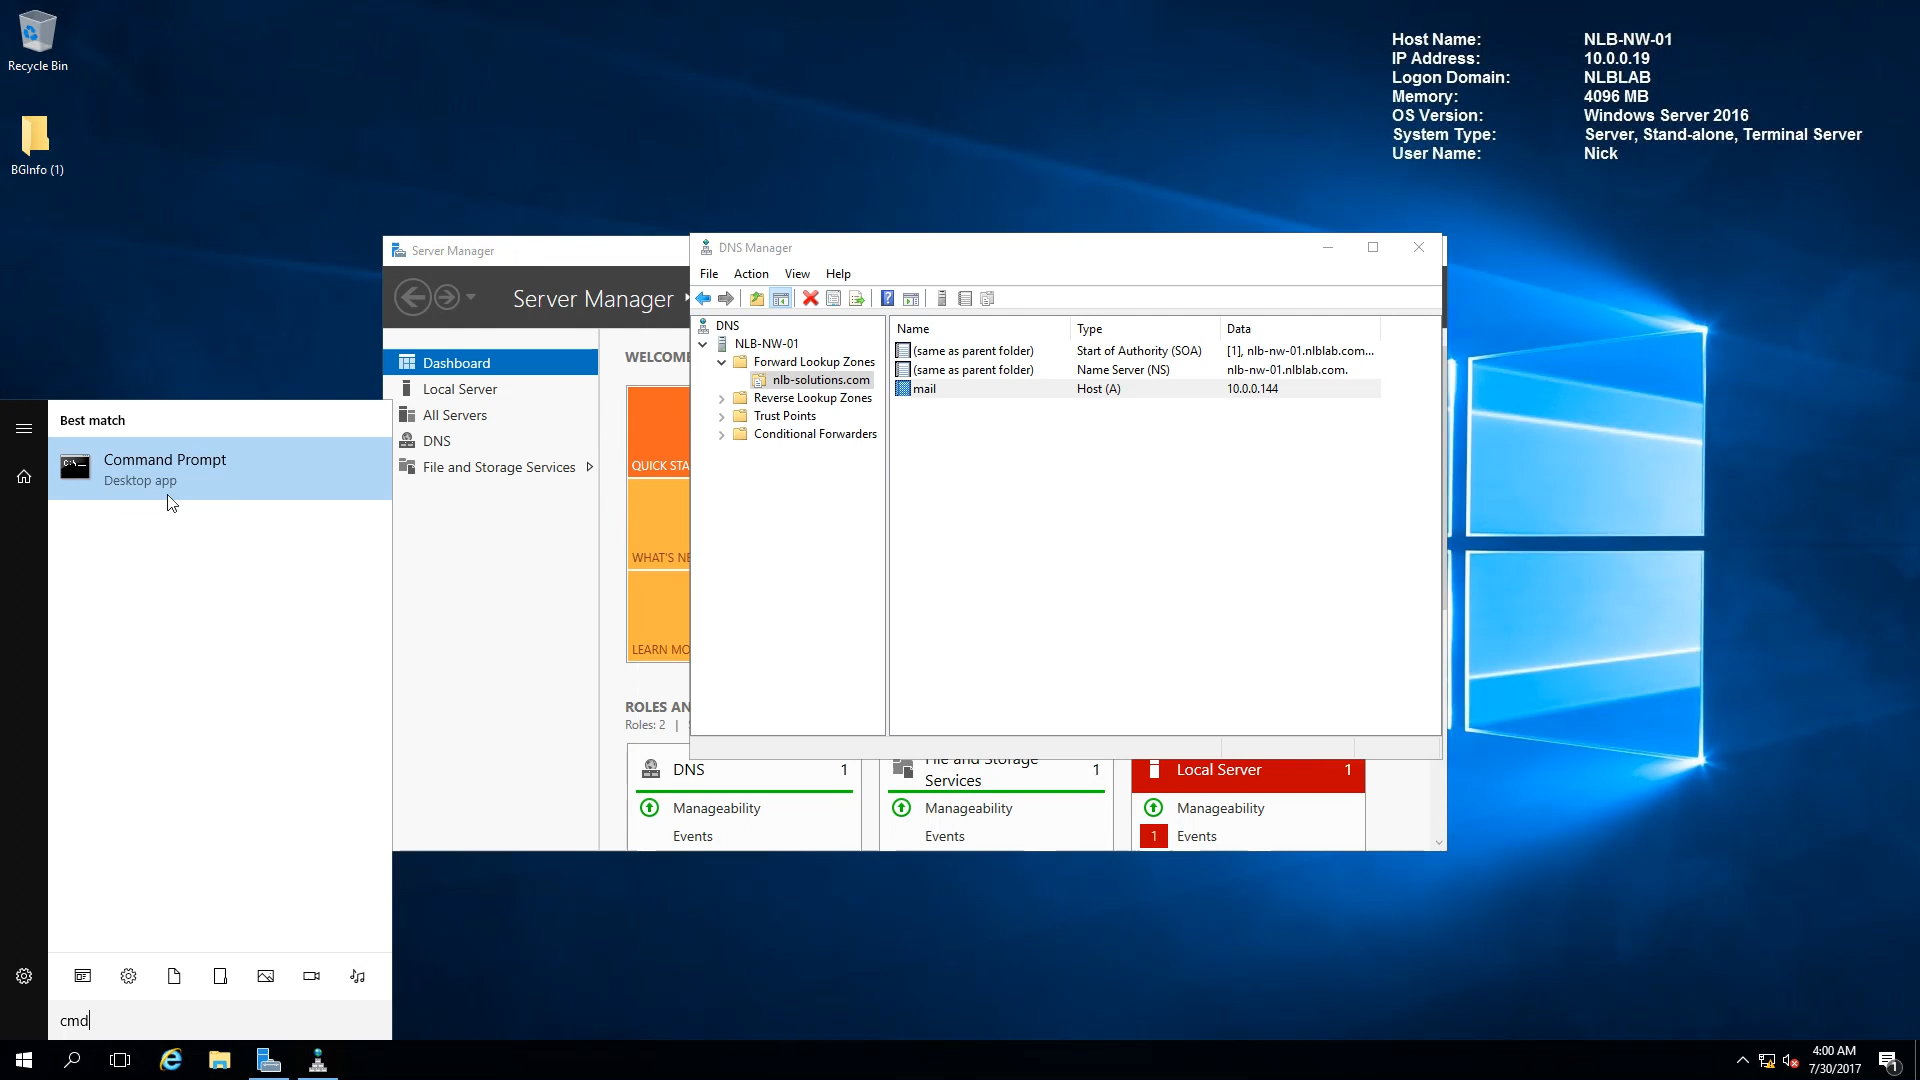 Recycle Bin
BGInfo (1)
Host Name: NLB-NW-01
IP Address: 10.0.0.19
Logon Domain: NLBLAB
Memory: 4096 MB
OS Version: Windows Server 2016
System Type: Server, Stand-alone, Terminal Server
User Name: Nick
Server Manager
Server Manager
Dashboard
Local Server
All Servers
DNS
File and Storage Services
WELCOME
QUICK STA
WHAT'S NE
LEARN MO
ROLES AN
Roles: 2 |
DNS 1
Manageability
Events
File and Storage
Services 1
Manageability
Events
Local Server 1
Manageability
1 Events
DNS Manager
File Action View Help
DNS
NLB-NW-01
Forward Lookup Zones
nlb-solutions.com
Reverse Lookup Zones
Trust Points
Conditional Forwarders
Name Type Data
(same as parent folder) Start of Authority (SOA) [1], nlb-nw-01.nlblab.com...
(same as parent folder) Name Server (NS) nlb-nw-01.nlblab.com.
mail Host (A) 10.0.0.144
Best match
C:\_
Command Prompt
Desktop app
cmd
4:00 AM
7/30/2017
1